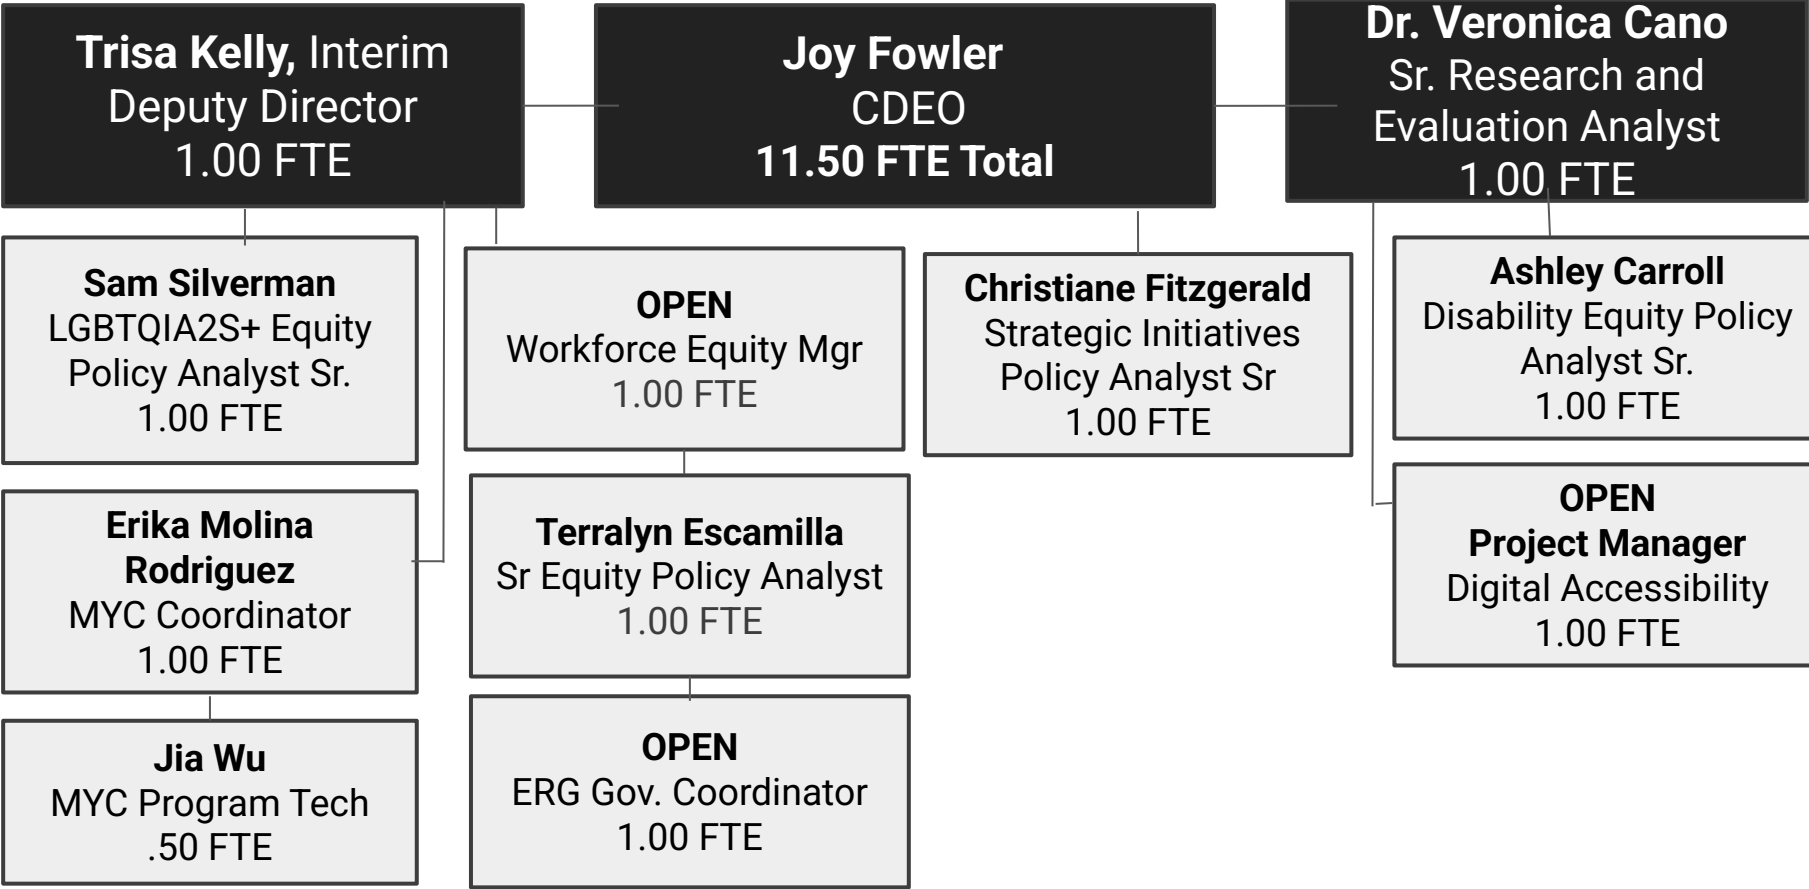 Trisa Kelly, Interim
Deputy Director
1.00 FTE
Joy Fowler
CDEO
11.50 FTE Total
Dr. Veronica Cano
Sr. Research and
Evaluation Analyst
1.00 FTE
Sam Silverman
LGBTQIA2S+ Equity
Policy Analyst Sr.
1.00 FTE
OPEN
Workforce Equity Mgr
1.00 FTE
Christiane Fitzgerald
Strategic Initiatives
Policy Analyst Sr
1.00 FTE
Ashley Carroll
Disability Equity Policy
Analyst Sr.
1.00 FTE
Erika Molina
Rodriguez
MYC Coordinator
1.00 FTE
Terralyn Escamilla
Sr Equity Policy Analyst
1.00 FTE
OPEN
Project Manager
Digital Accessibility
1.00 FTE
Jia Wu
MYC Program Tech
.50 FTE
OPEN
ERG Gov. Coordinator
1.00 FTE